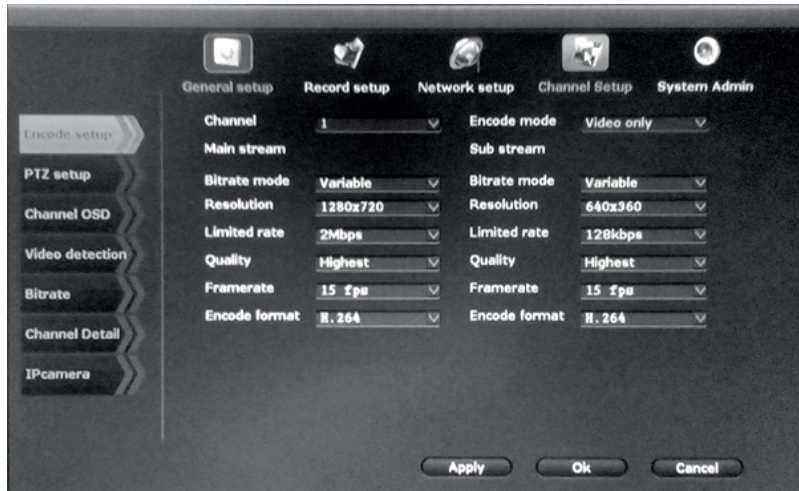 General setup Record setup Network setup Channel Setup System Admin
Encode setup
PTZ setup
Channel OSD
Video detection
Bitrate
Channel Detail
IPcamera
Channel 1 Encode mode Video only
Main stream Sub stream
Bitrate mode Variable Bitrate mode Variable
Resolution 1280x720 Resolution 640x360
Limited rate 2Mbps Limited rate 128kbps
Quality Highest Quality Highest
Framerate 15 fps Framerate 15 fps
Encode format H.264 Encode format H.264
Apply Ok Cancel